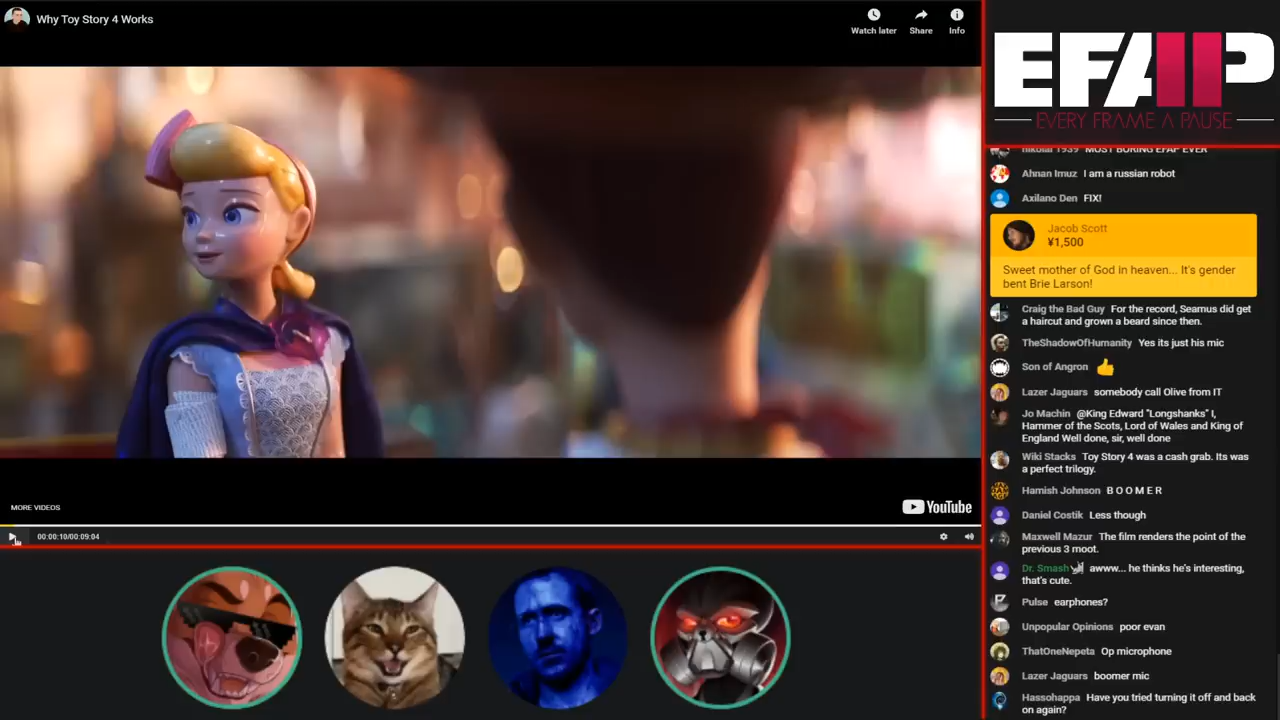 Why Toy Story 4 Works
Watch later
Share
Info
MORE VIDEOS
YouTube
00:00:10/00:09:04
EFAP
EVERY FRAME A PAUSE
nikolai 1939 MOST BORING EFAP EVER
Ahnan Imuz I am a russian robot
Axilano Den FIX!
Jacob Scott
¥1,500
Sweet mother of God in heaven... It's gender
bent Brie Larson!
Craig the Bad Guy For the record, Seamus did get
a haircut and grown a beard since then.
TheShadowOfHumanity Yes its just his mic
Son of Angron
Lazer Jaguars somebody call Olive from IT
Jo Machin @King Edward "Longshanks" I,
Hammer of the Scots, Lord of Wales and King of
England Well done, sir, well done
Wiki Stacks Toy Story 4 was a cash grab. Its was
a perfect trilogy.
Hamish Johnson B O O M E R
Daniel Costik Less though
Maxwell Mazur The film renders the point of the
previous 3 moot.
Dr. Smash awww... he thinks he's interesting,
that's cute.
Pulse earphones?
Unpopular Opinions poor evan
ThatOneNepeta Op microphone
Lazer Jaguars boomer mic
Hassohappa Have you tried turning it off and back
on again?